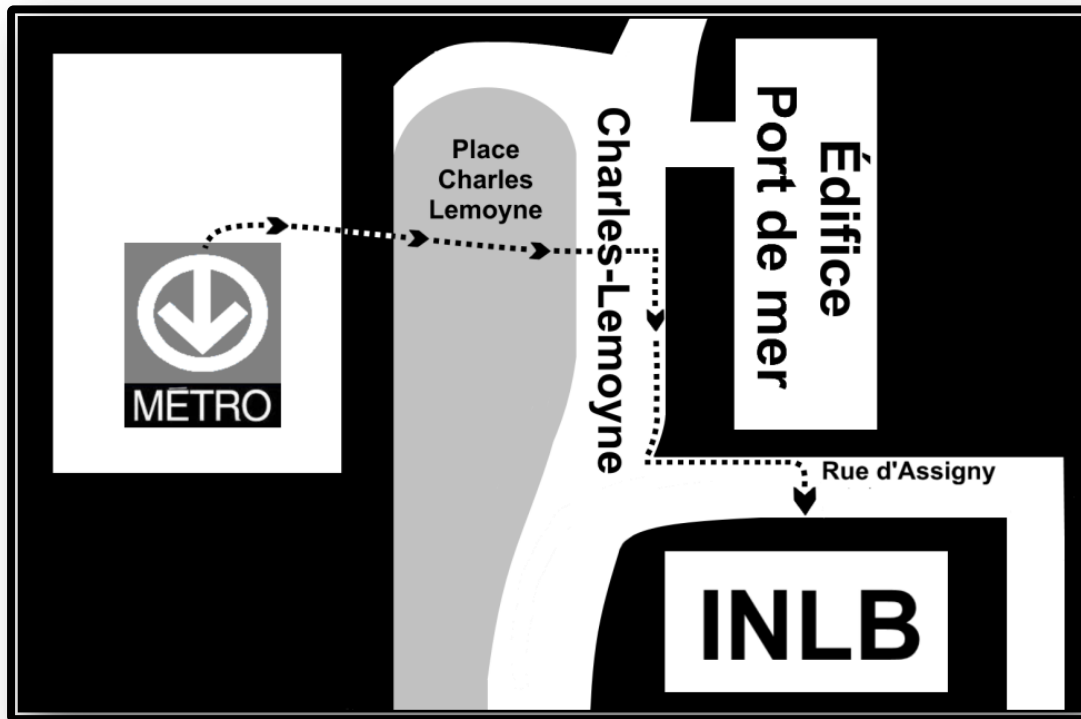 Place
Charles
Lemoyne
MÉTRO
Charles-Lemoyne
Édifice
Port de mer
Rue d'Assigny
INLB